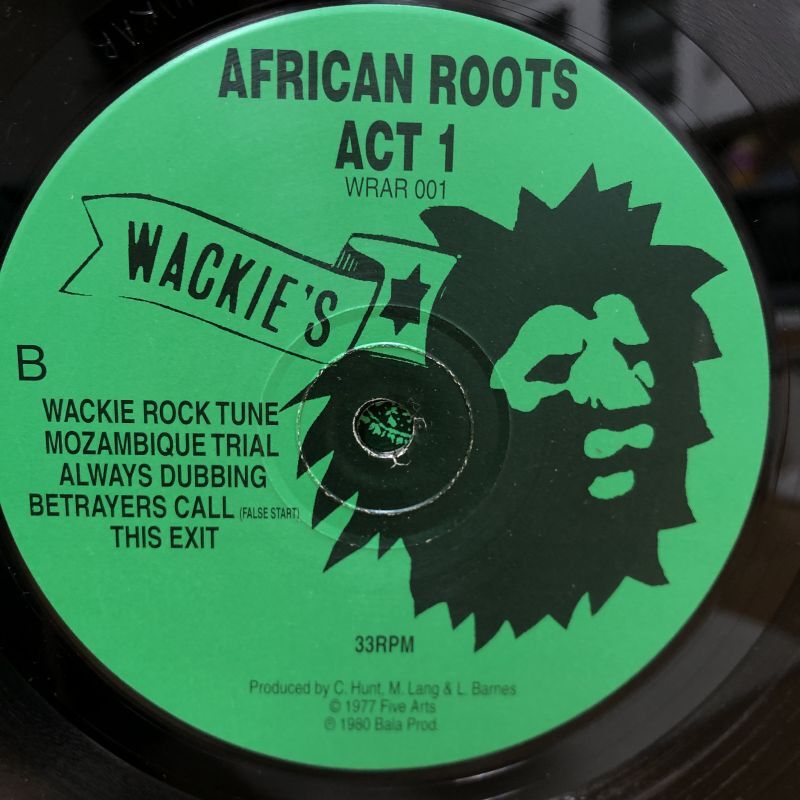 AFRICAN ROOTS
ACT 1
WRAR 001
WACKIE'S
B
WACKIE ROCK TUNE
MOZAMBIQUE TRIAL
ALWAYS DUBBING
BETRAYERS CALL (FALSE START)
THIS EXIT
33RPM
Produced by C. Hunt, M. Lang & L. Barnes
© 1977 Five Arts
℗ 1980 Bala Prod.